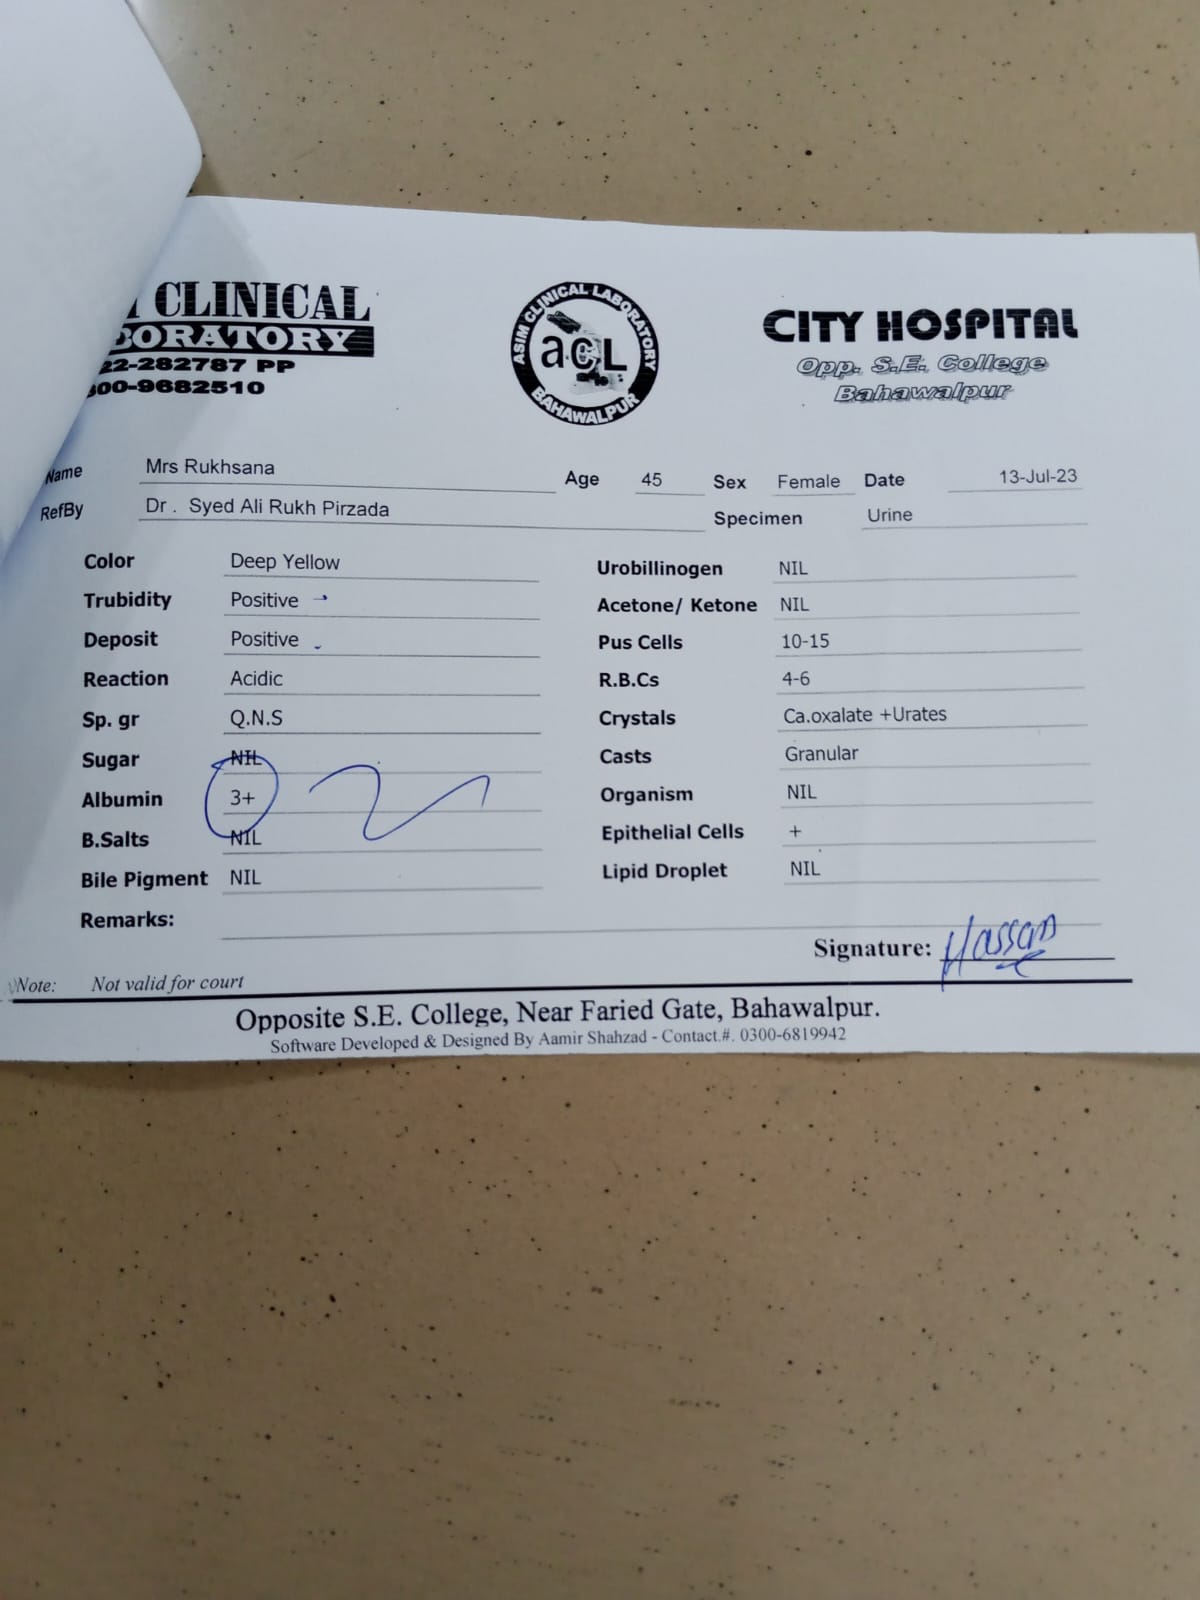 CLINICAL
BORATORY
22-282787 PP
300-9682510
ASIM CLINICAL LABORATORY
acL
BAHAWALPUR
CITY HOSPITAL
Opp. S.E. College
Bahawalpur
Name Mrs Rukhsana Age 45 Sex Female Date 13-Jul-23
RefBy Dr . Syed Ali Rukh Pirzada Specimen Urine
Color Deep Yellow
Trubidity Positive
Deposit Positive
Reaction Acidic
Sp. gr Q.N.S
Sugar NIL
Albumin 3+
B.Salts NIL
Bile Pigment NIL
Urobillinogen NIL
Acetone/ Ketone NIL
Pus Cells 10-15
R.B.Cs 4-6
Crystals Ca.oxalate +Urates
Casts Granular
Organism NIL
Epithelial Cells +
Lipid Droplet NIL
Remarks:
Signature: Hassan
Note: Not valid for court
Opposite S.E. College, Near Faried Gate, Bahawalpur.
Software Developed & Designed By Aamir Shahzad - Contact.#. 0300-6819942